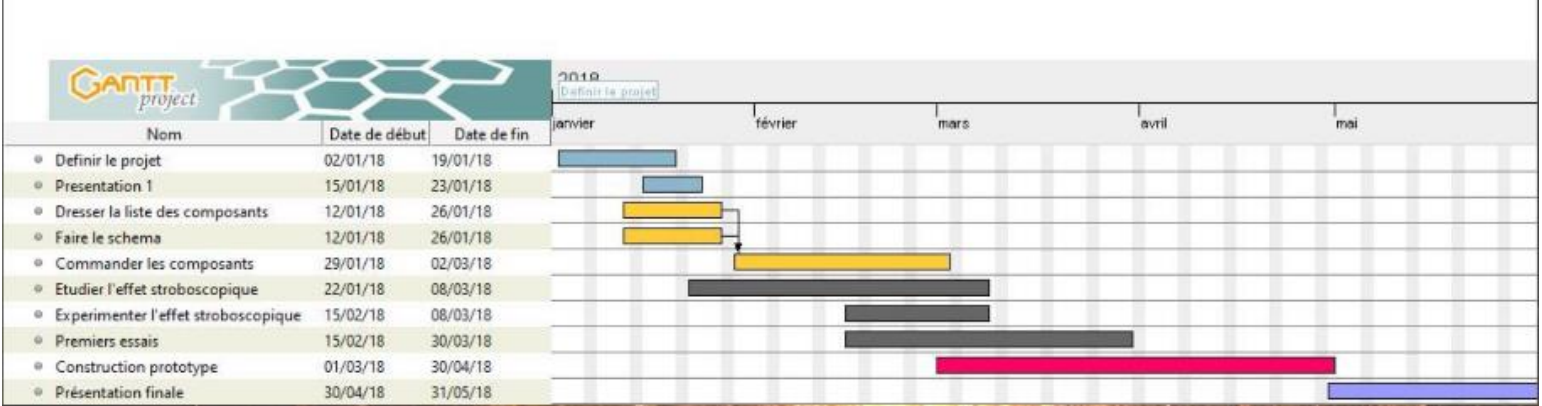 GANTT
project
2018
Definir le projet
janvier février mars avril mai
Nom Date de début Date de fin
Definir le projet 02/01/18 19/01/18
Presentation 1 15/01/18 23/01/18
Dresser la liste des composants 12/01/18 26/01/18
Faire le schema 12/01/18 26/01/18
Commander les composants 29/01/18 02/03/18
Etudier l'effet stroboscopique 22/01/18 08/03/18
Experimenter l'effet stroboscopique 15/02/18 08/03/18
Premiers essais 15/02/18 30/03/18
Construction prototype 01/03/18 30/04/18
Présentation finale 30/04/18 31/05/18